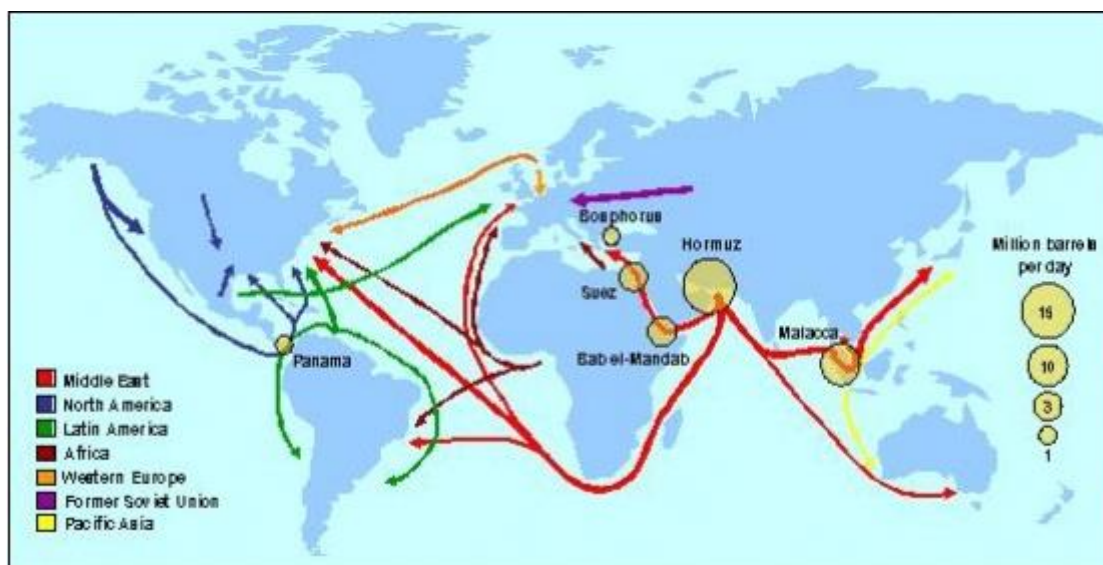 Bosphorus
Hormuz
Million barrels
per day
Suez
15
Malacca
Bab el-Mandab
Panama
10
Middle East
North America
3
Latin America
Africa
1
Western Europe
Former Soviet Union
Pacific Asia